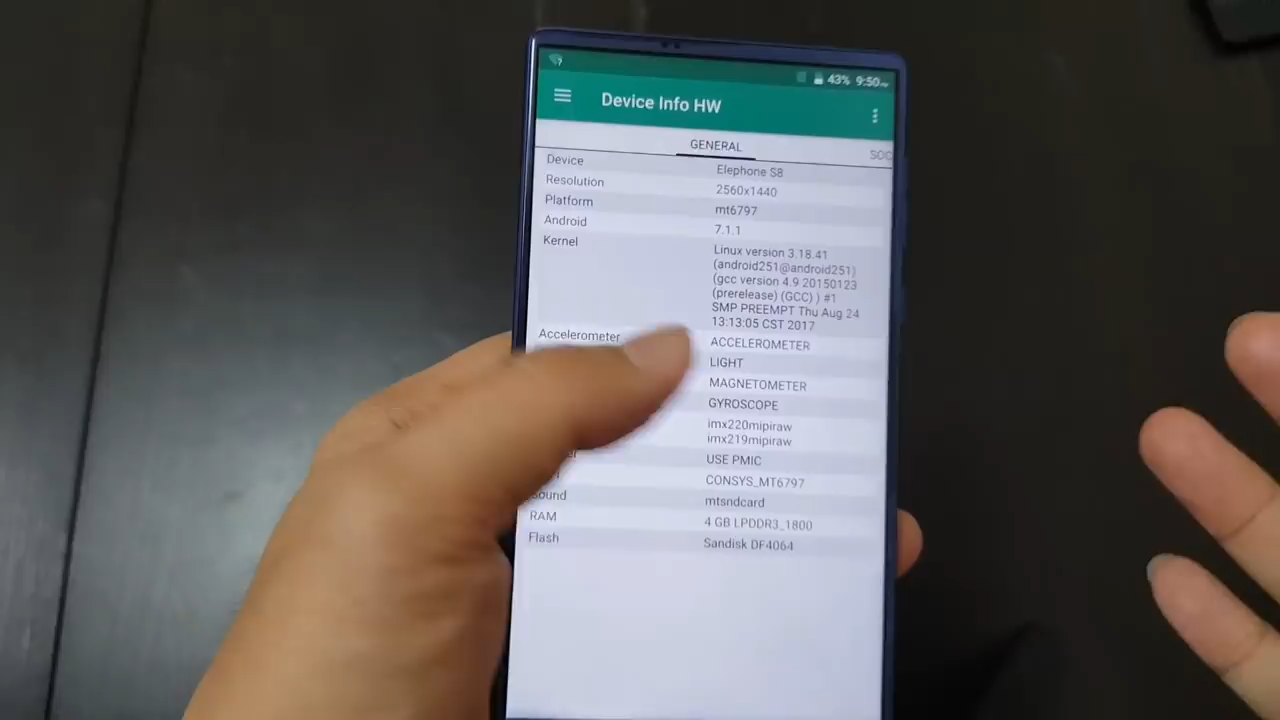 43% 9:50
Device Info HW
GENERAL
SOC
Device Elephone S8
Resolution 2560x1440
Platform mt6797
Android 7.1.1
Kernel Linux version 3.18.41
(android251@android251)
(gcc version 4.9 20150123
(prerelease) (GCC) ) #1
SMP PREEMPT Thu Aug 24
13:13:05 CST 2017
Accelerometer ACCELEROMETER
LIGHT
MAGNETOMETER
GYROSCOPE
imx220mipiraw
imx219mipiraw
USE PMIC
CONSYS_MT6797
Sound mtsndcard
RAM 4 GB LPDDR3_1800
Flash Sandisk DF4064